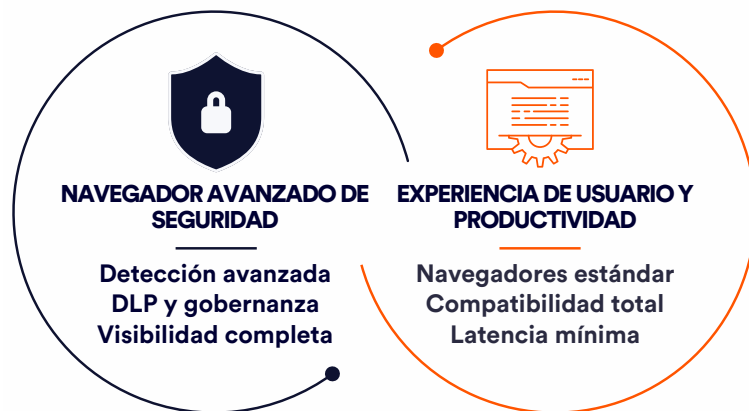 NAVEGADOR AVANZADO DE
SEGURIDAD
Detección avanzada
DLP y gobernanza
Visibilidad completa
EXPERIENCIA DE USUARIO Y
PRODUCTIVIDAD
Navegadores estándar
Compatibilidad total
Latencia mínima